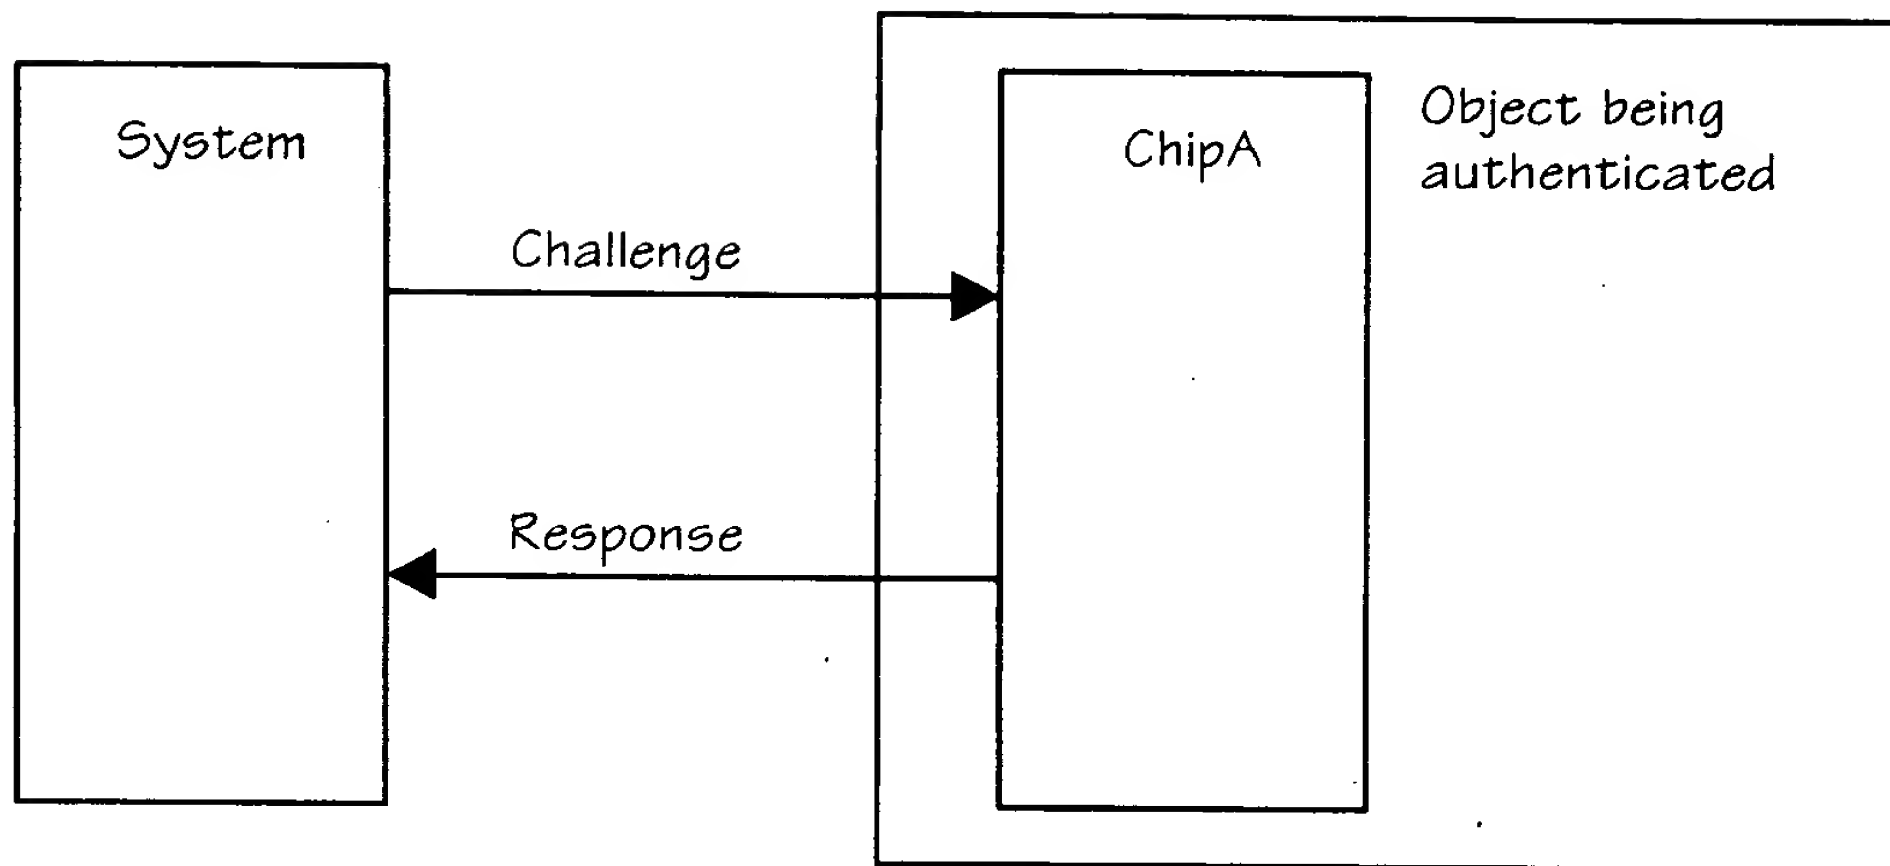 System
ChipA
Object being
authenticated
Challenge
Response